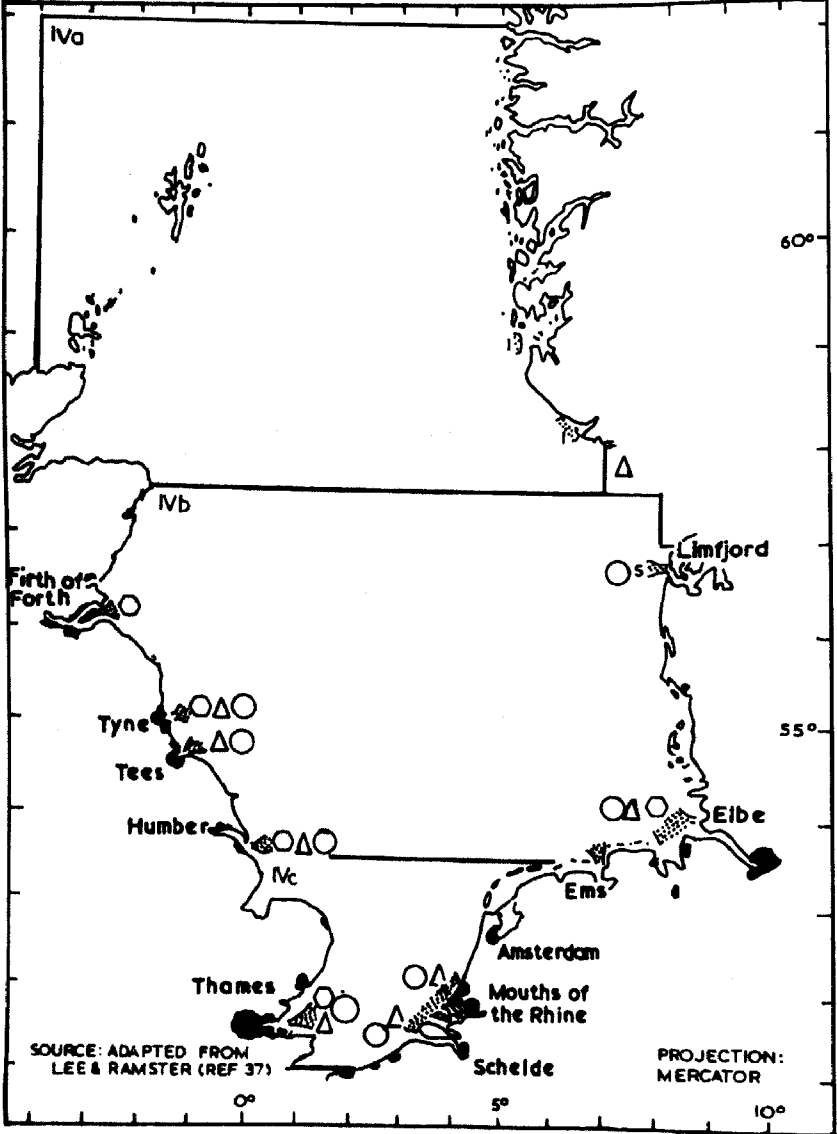 IVa
60°
IVb
Limfjord
S
Firth of
Forth
Tyne
55°
Tees
Elbe
Humber
IVc
Ems
Amsterdam
Thames
Mouths of
the Rhine
SOURCE: ADAPTED FROM
LEE & RAMSTER (REF 37)
Schelde
PROJECTION:
MERCATOR
0°
5°
10°